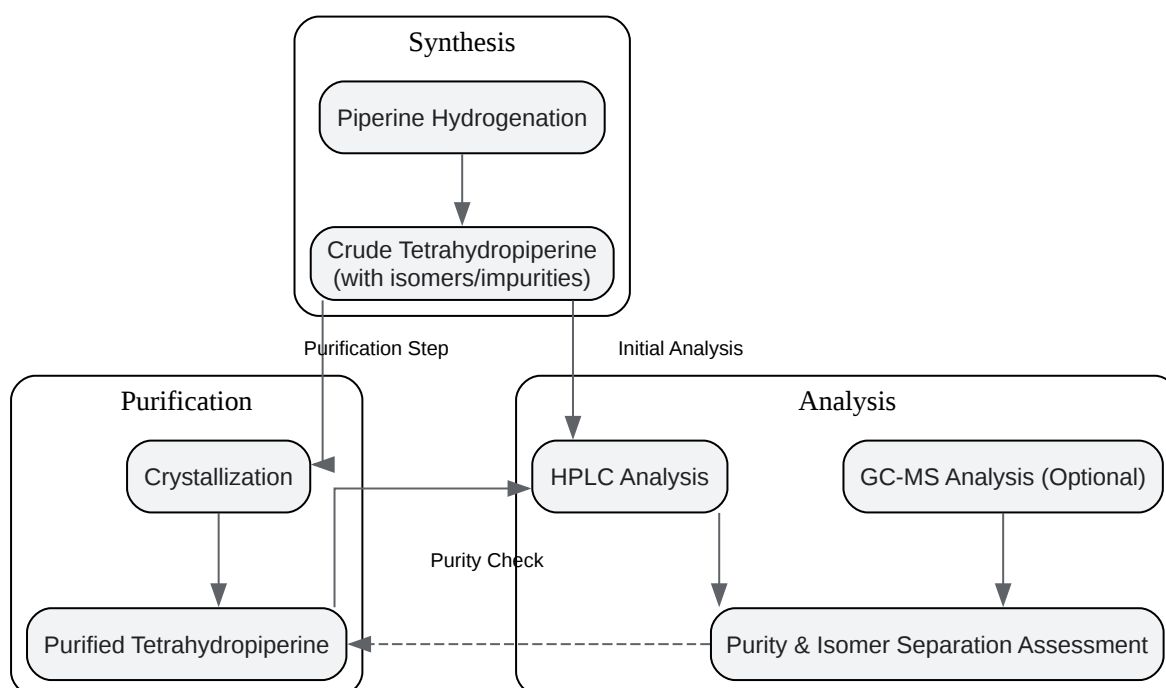 Synthesis
Piperine Hydrogenation
Crude Tetrahydropiperine
(with isomers/impurities)
Purification Step
Initial Analysis
Purification
Analysis
Crystallization
HPLC Analysis
GC-MS Analysis (Optional)
Purity Check
Purified Tetrahydropiperine
Purity & Isomer Separation Assessment